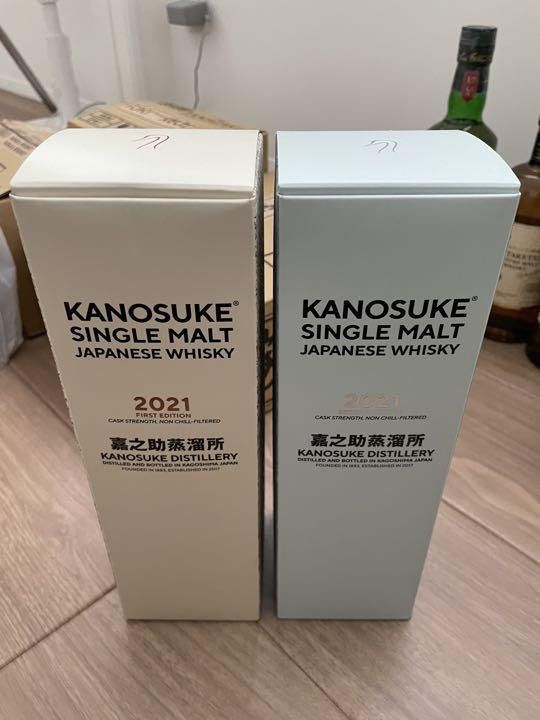 KANOSUKE®
SINGLE MALT
JAPANESE WHISKY
2021
FIRST EDITION
CASK STRENGTH, NON CHILL-FILTERED
嘉之助蒸溜所
KANOSUKE DISTILLERY
DISTILLED AND BOTTLED IN KAGOSHIMA JAPAN
FOUNDED IN 1883, ESTABLISHED IN 2017
KANOSUKE®
SINGLE MALT
JAPANESE WHISKY
2021
CASK STRENGTH, NON CHILL-FILTERED
嘉之助蒸溜所
KANOSUKE DISTILLERY
DISTILLED AND BOTTLED IN KAGOSHIMA JAPAN
FOUNDED IN 1883, ESTABLISHED IN 2017